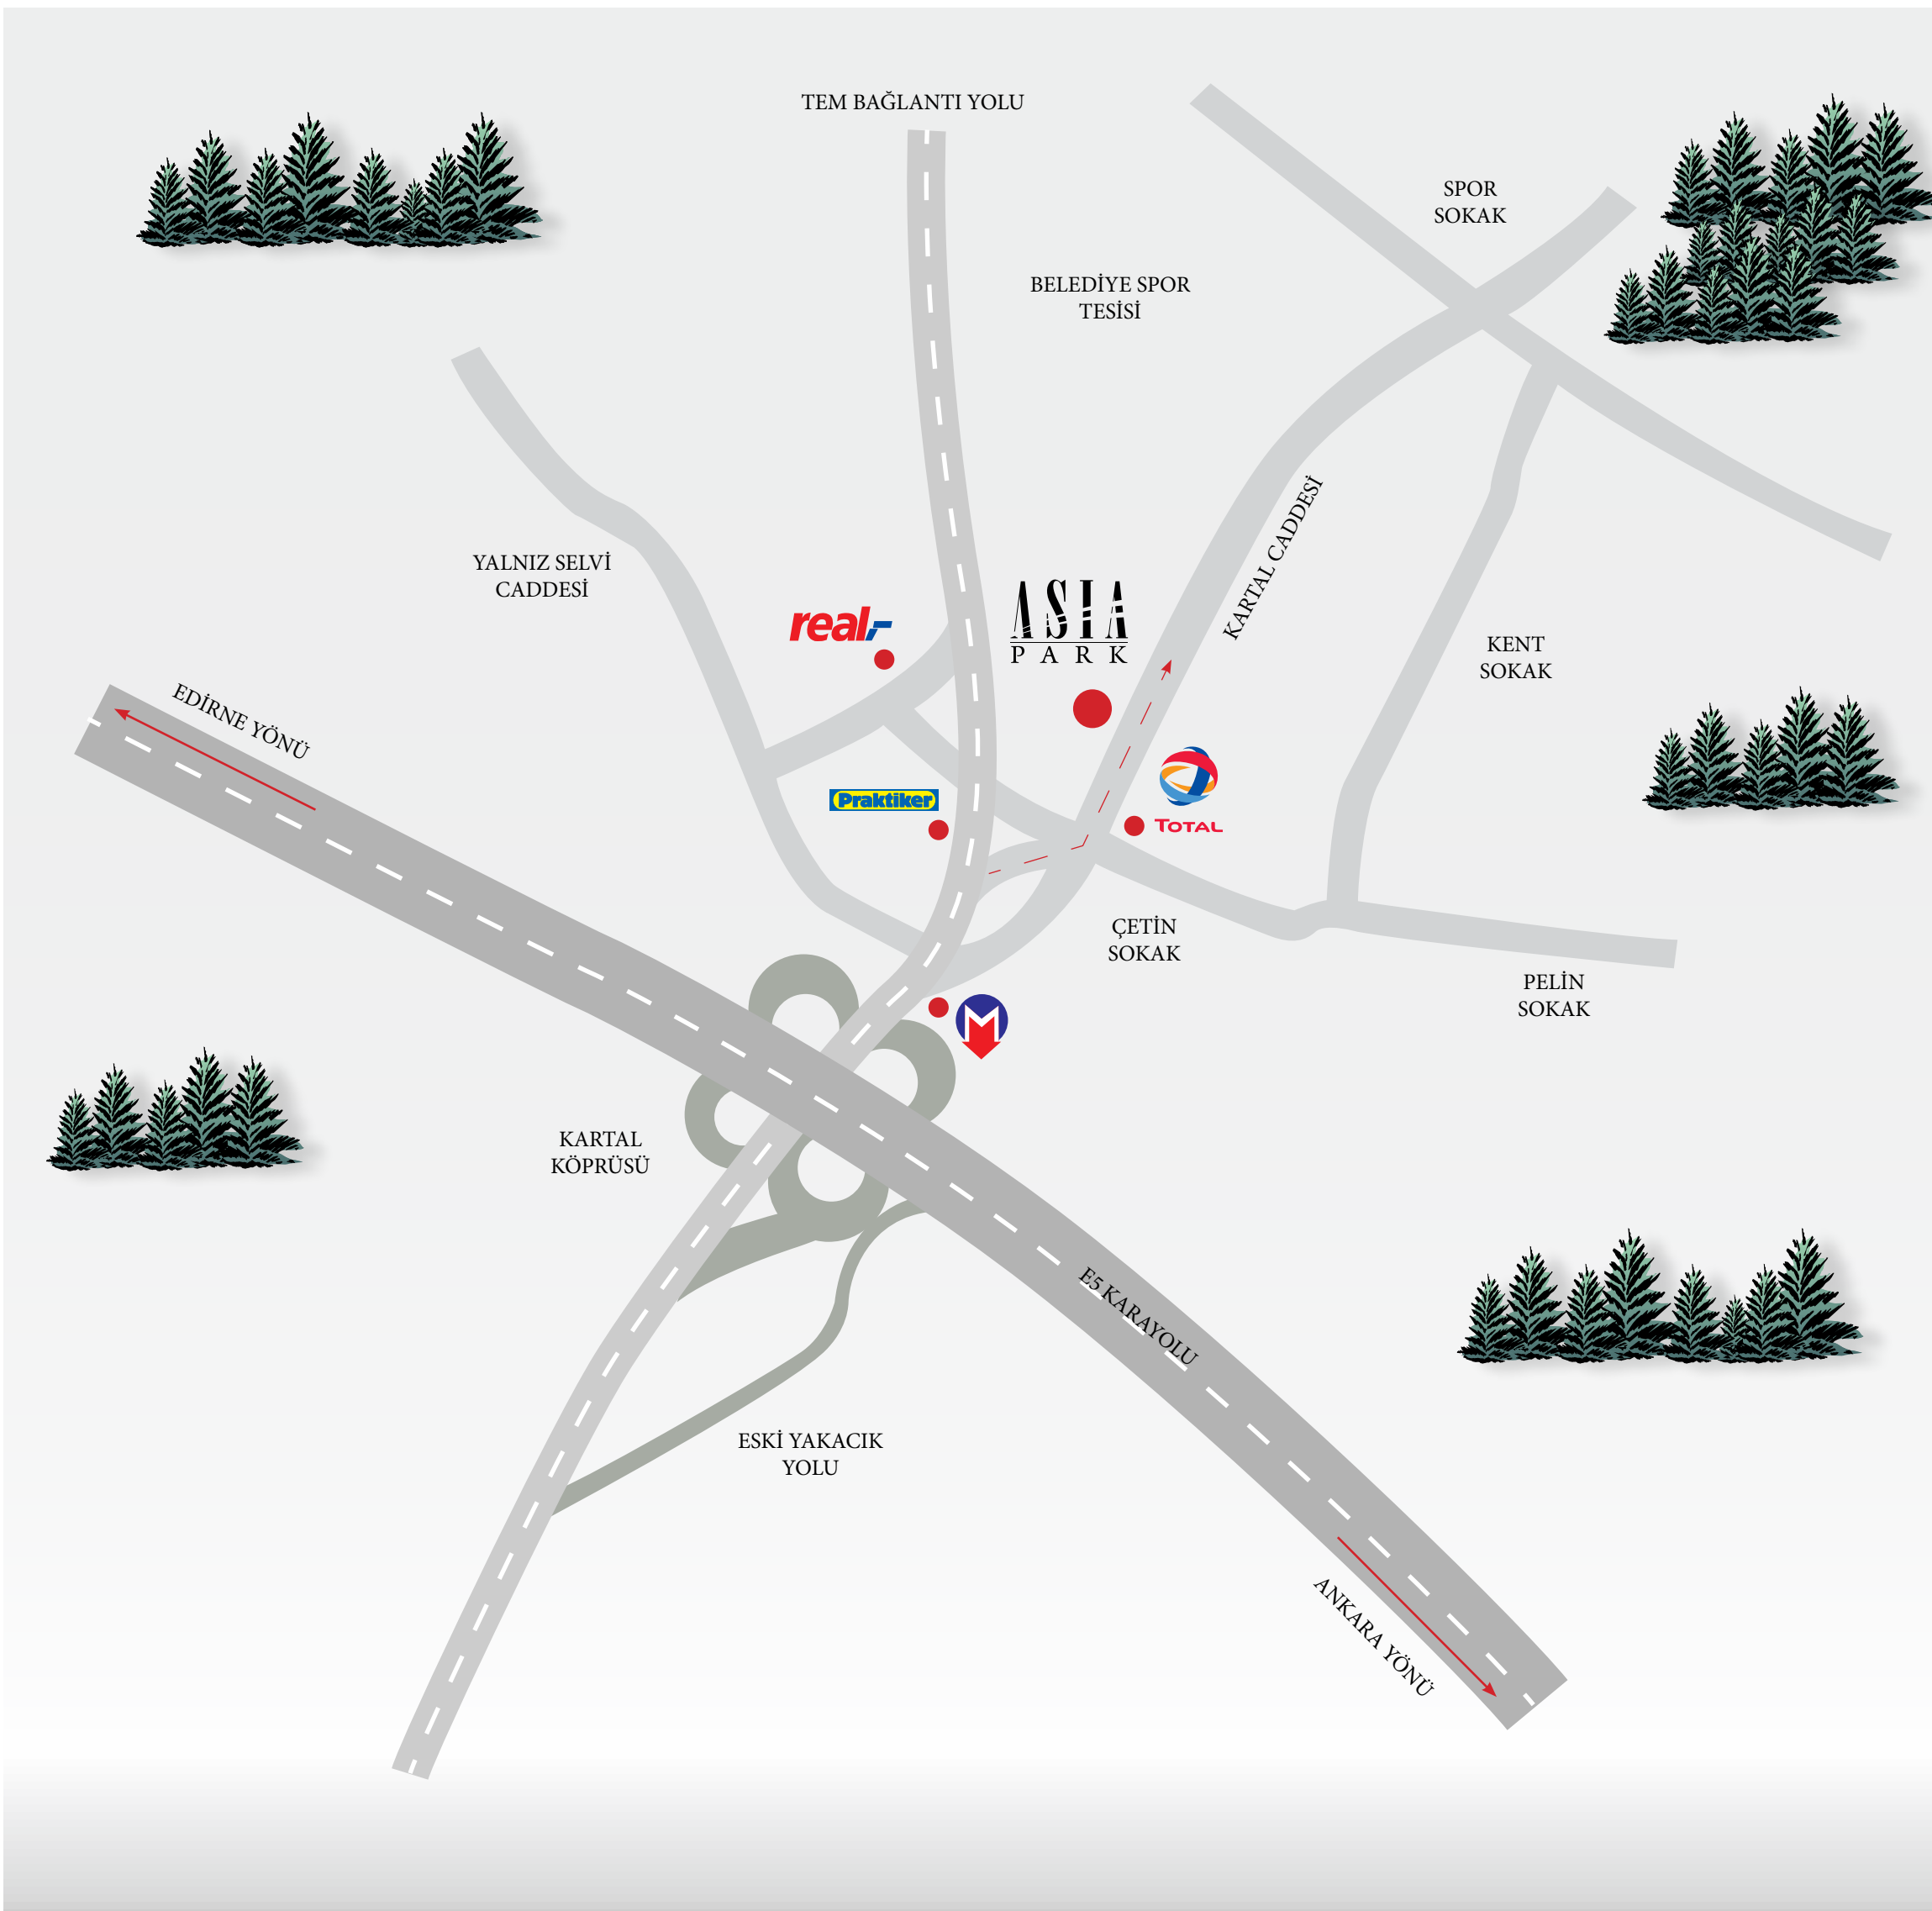 TEM BAĞLANTI YOLU
SPOR
SOKAK
BELEDİYE SPOR
TESİSİ
KARTAL CADDESİ
YALNIZ SELVİ
CADDESİ
real,-
ASIA
PARK
KENT
SOKAK
EDİRNE YÖNÜ
Praktiker
TOTAL
ÇETİN
SOKAK
PELİN
SOKAK
M
KARTAL
KÖPRÜSÜ
E5 KARAYOLU
ESKİ YAKACIK
YOLU
ANKARA YÖNÜ